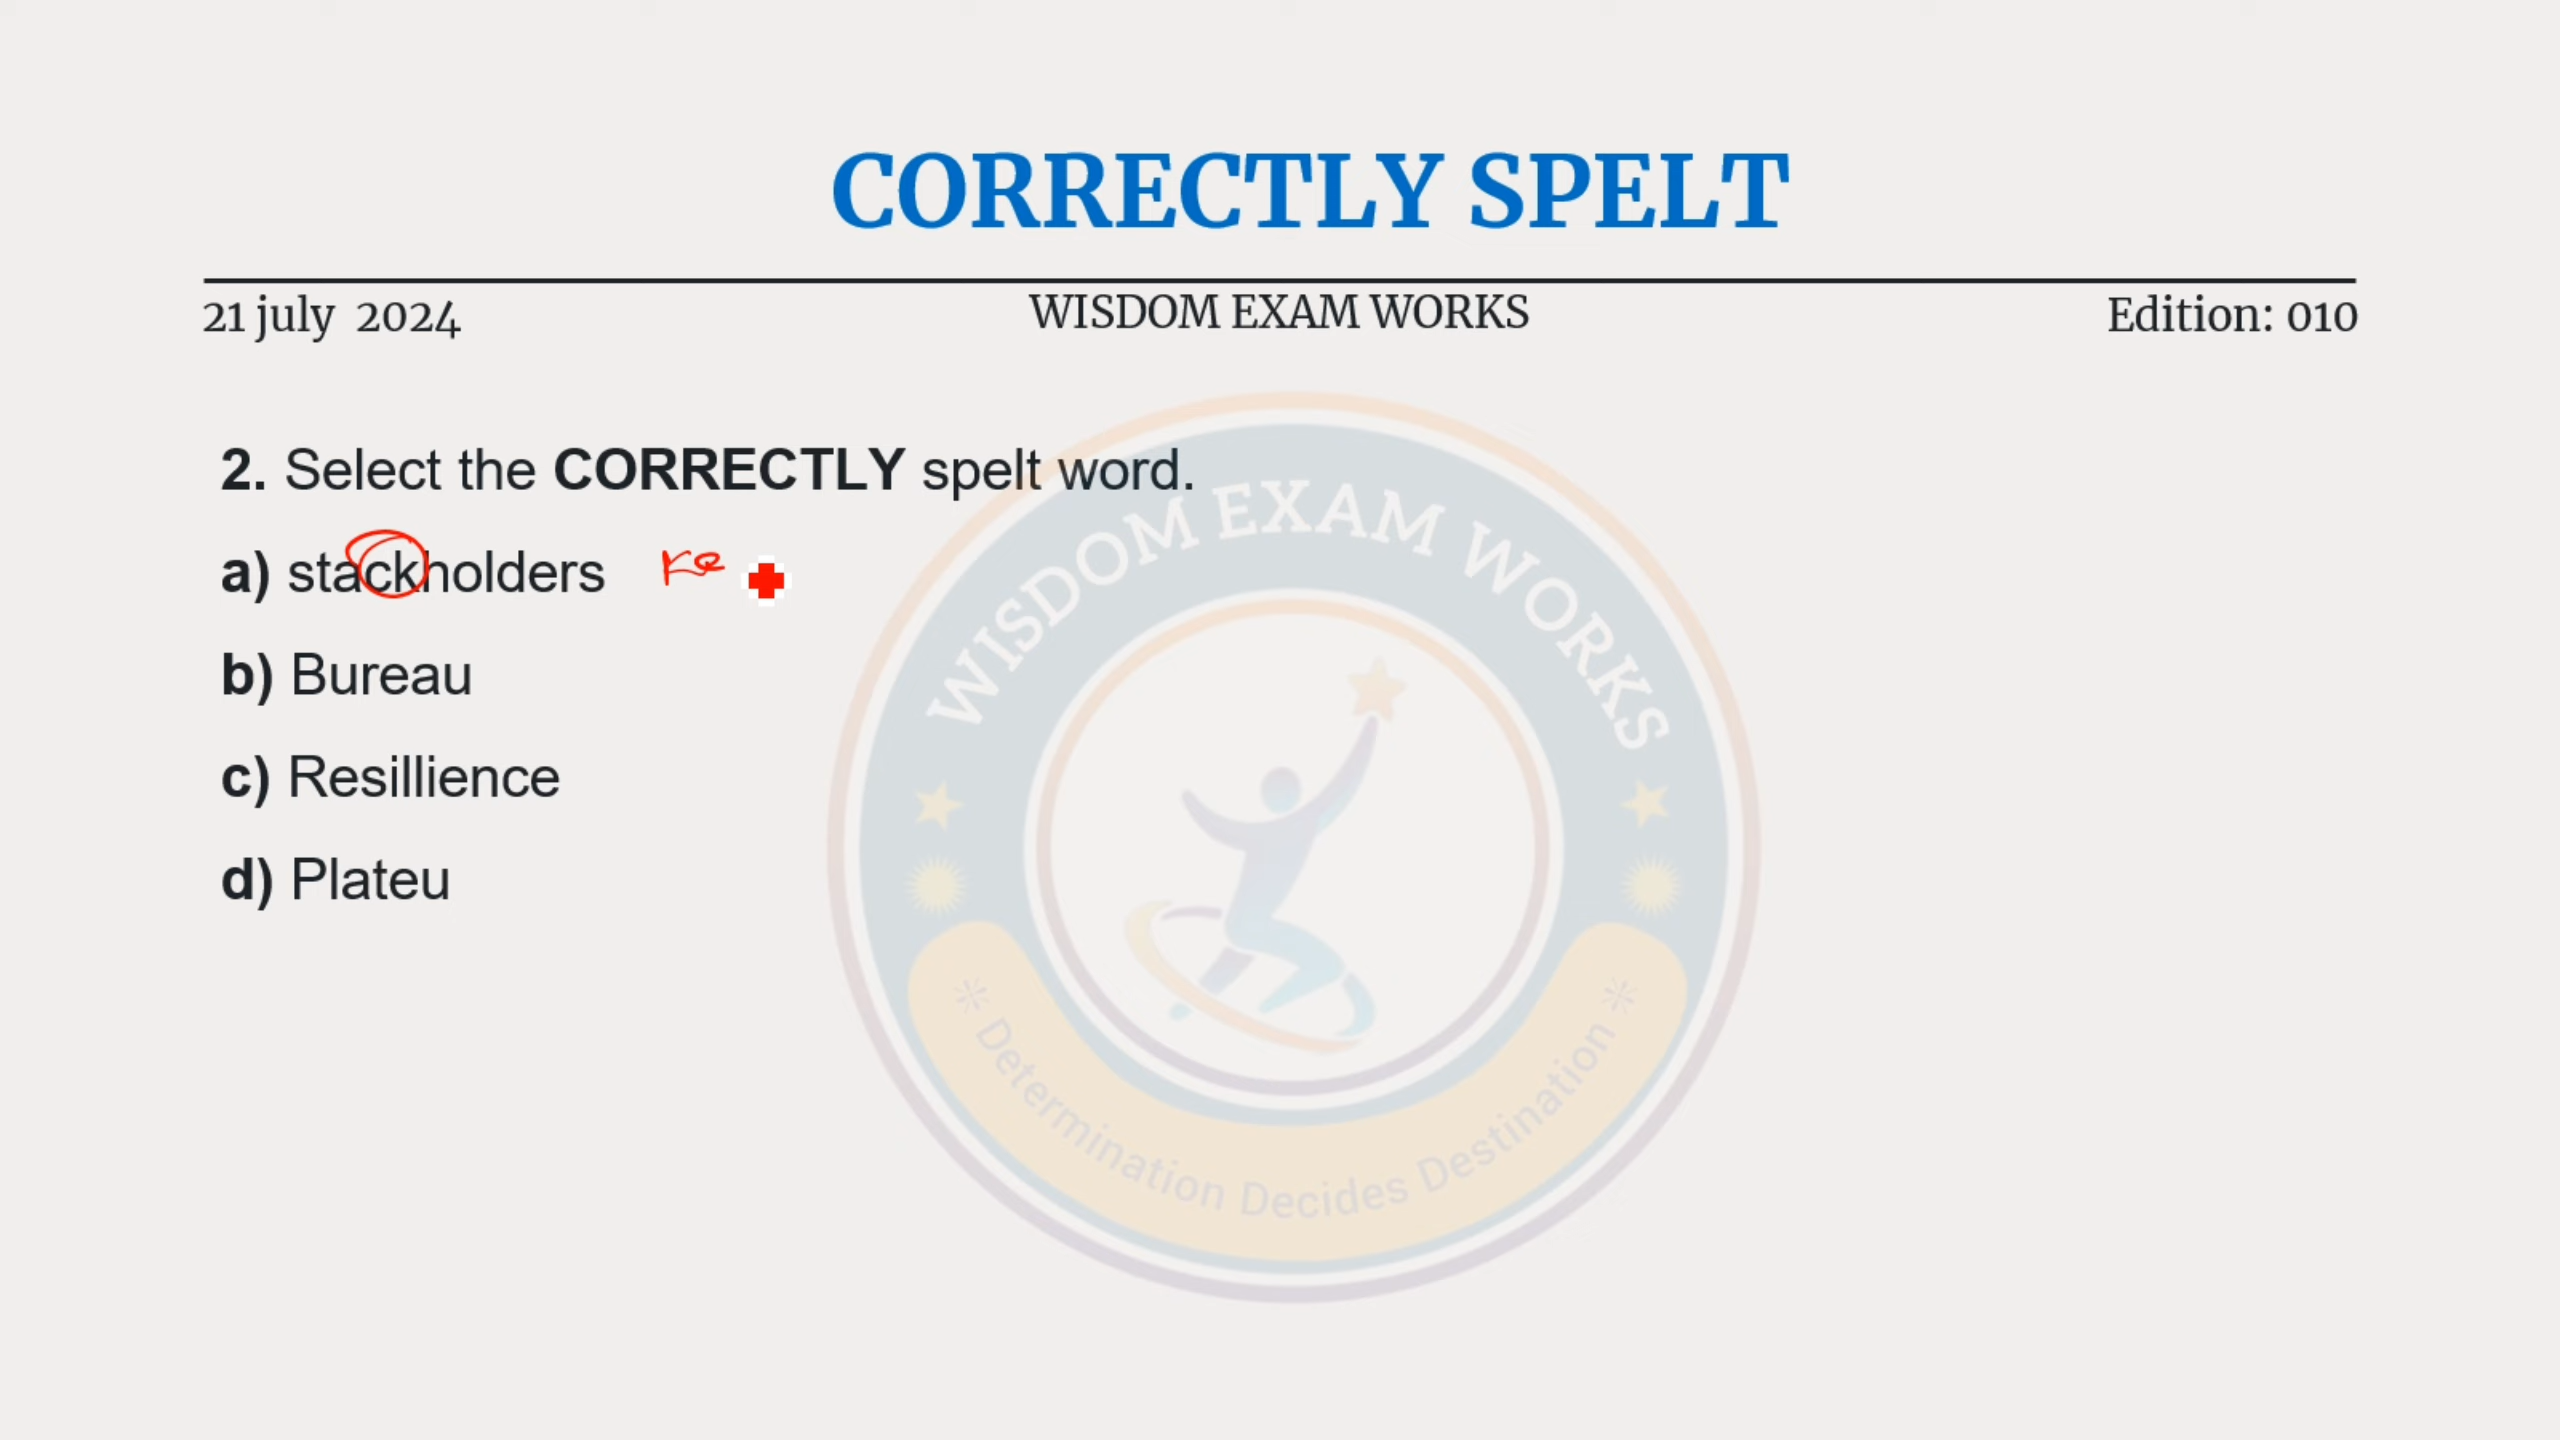 CORRECTLY SPELT
21 july 2024
WISDOM EXAM WORKS
Edition: 010
2. Select the CORRECTLY spelt word.
a) stackholders ke
b) Bureau
c) Resillience
d) Plateu
WISDOM EXAM WORKS
Determination Decides Destination